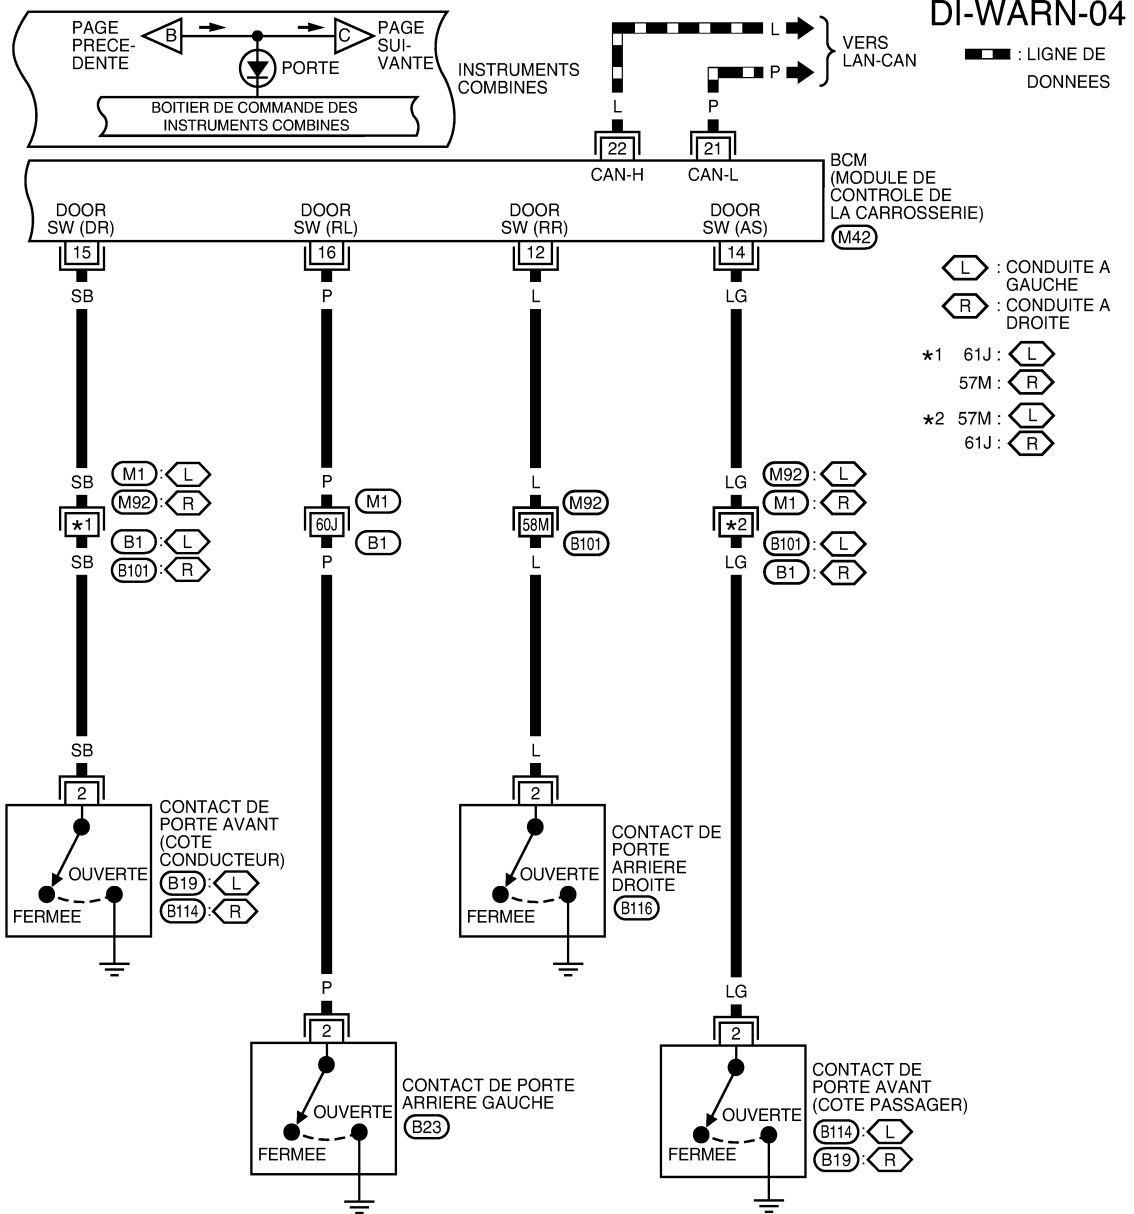 DI-WARN-04
PAGE
PRECE-
DENTE
B
C
PAGE
SUI-
VANTE
PORTE
BOITIER DE COMMANDE DES
INSTRUMENTS COMBINES
INSTRUMENTS
COMBINES
L
P
VERS
LAN-CAN
: LIGNE DE
DONNEES
L
P
22
21
CAN-H
CAN-L
BCM
(MODULE DE
CONTROLE DE
LA CARROSSERIE)
M42
DOOR
SW (DR)
DOOR
SW (RL)
DOOR
SW (RR)
DOOR
SW (AS)
15
16
12
14
SB
P
L
LG
L : CONDUITE A
GAUCHE
R : CONDUITE A
DROITE
*1 61J : L
57M : R
*2 57M : L
61J : R
SB
M1 : L
M92 : R
*1
B1 : L
B101 : R
SB
P
M1
60J
B1
P
L
M92
58M
B101
L
LG
M92 : L
M1 : R
*2
B101 : L
B1 : R
LG
SB
2
OUVERTE
FERMEE
CONTACT DE
PORTE AVANT
(COTE
CONDUCTEUR)
B19 : L
B114 : R
L
2
OUVERTE
FERMEE
CONTACT DE
PORTE
ARRIERE
DROITE
B116
P
2
OUVERTE
FERMEE
CONTACT DE PORTE
ARRIERE GAUCHE
B23
LG
2
OUVERTE
FERMEE
CONTACT DE
PORTE AVANT
(COTE PASSAGER)
B114 : L
B19 : R